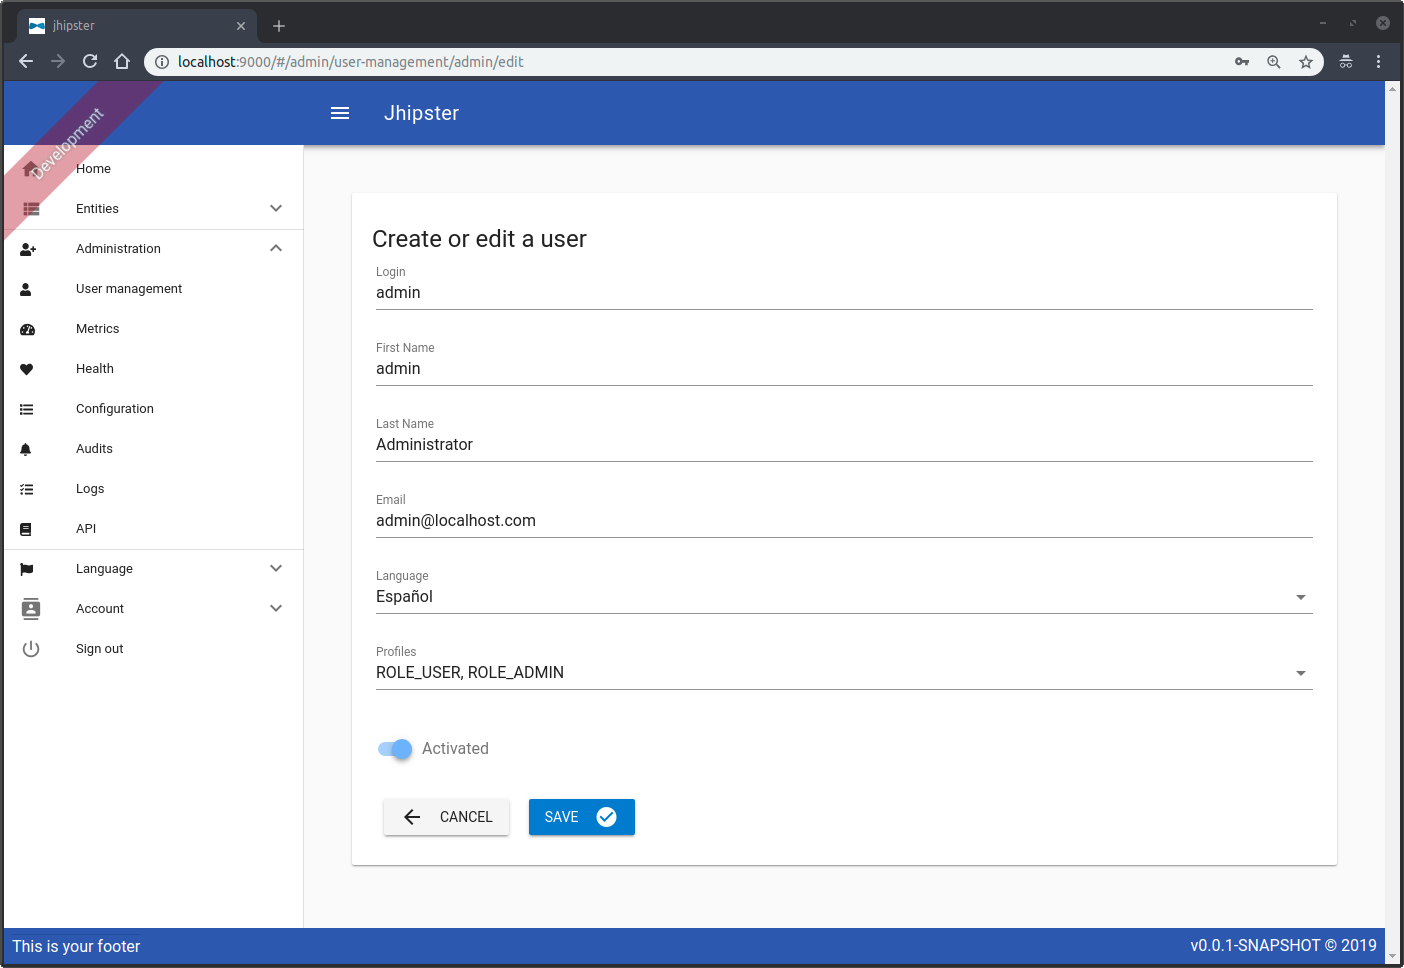 jhipster
localhost:9000/#/admin/user-management/admin/edit
Development
Jhipster
Home
Entities
Administration
User management
Metrics
Health
Configuration
Audits
Logs
API
Language
Account
Sign out
Create or edit a user
Login
admin
First Name
admin
Last Name
Administrator
Email
admin@localhost.com
Language
Español
Profiles
ROLE_USER, ROLE_ADMIN
Activated
CANCEL
SAVE
This is your footer
v0.0.1-SNAPSHOT © 2019